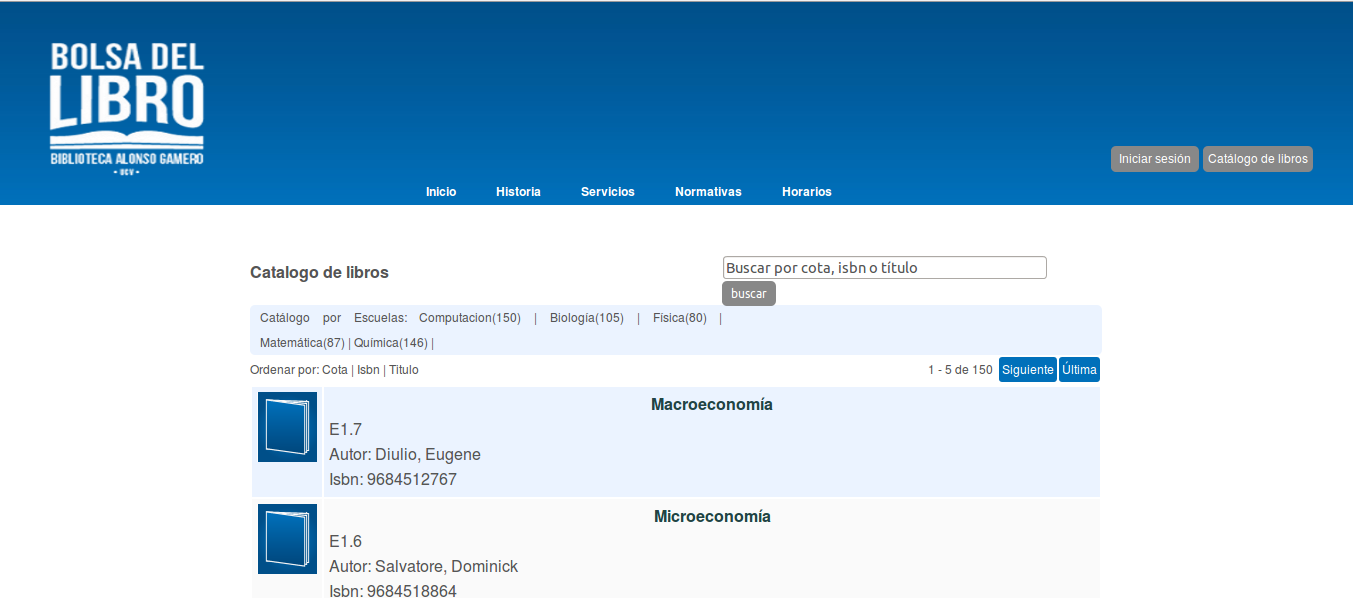 BOLSA DEL
LIBRO
BIBLIOTECA ALONSO GAMERO
- UCV -
Iniciar sesión Catálogo de libros
Inicio Historia Servicios Normativas Horarios
Catalogo de libros
Buscar por cota, isbn o título
buscar
Catálogo por Escuelas: Computacion(150) | Biología(105) | Física(80) |
Matemática(87) | Química(146) |
Ordenar por: Cota | Isbn | Titulo
1 - 5 de 150 Siguiente Última
Macroeconomía
E1.7
Autor: Diulio, Eugene
Isbn: 9684512767
Microeconomía
E1.6
Autor: Salvatore, Dominick
Isbn: 9684518864